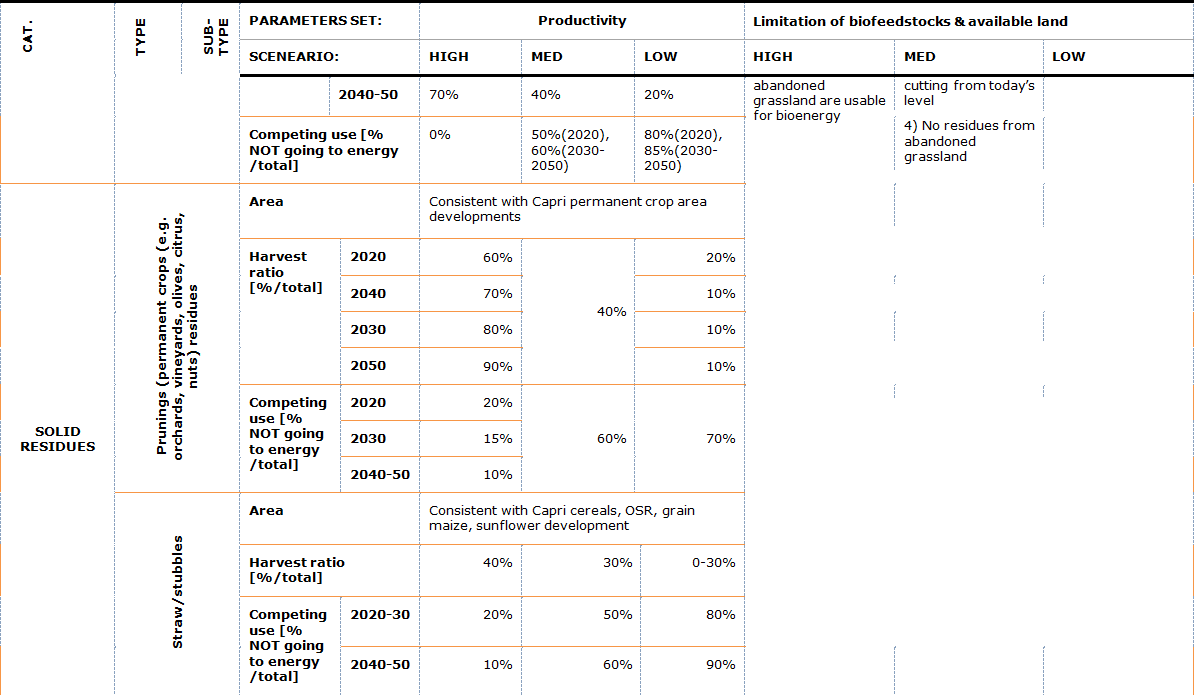 CAT.
TYPE
SUB-
TYPE
PARAMETERS SET:
Productivity
Limitation of biofeedstocks & available land
SCENEARIO:
HIGH
MED
LOW
HIGH
MED
LOW
2040-50
70%
40%
20%
abandoned
grassland are usable
for bioenergy
cutting from today's
level
4) No residues from
abandoned
grassland
Competing use [%
NOT going to energy
/total]
0%
50%(2020),
60%(2030-
2050)
80%(2020),
85%(2030-
2050)
SOLID
RESIDUES
Prunings (permanent crops (e.g.
orchards, vineyards, olives, citrus,
nuts) residues
Area
Consistent with Capri permanent crop area
developments
Harvest
ratio
[%/total]
2020
60%
40%
20%
2040
70%
10%
2030
80%
10%
2050
90%
10%
Competing
use [%
NOT going
to energy
/total]
2020
20%
60%
70%
2030
15%
2040-50
10%
Straw/stubbles
Area
Consistent with Capri cereals, OSR, grain
maize, sunflower development
Harvest ratio
[%/total]
40%
30%
0-30%
Competing
use [%
NOT going
to energy
/total]
2020-30
20%
50%
80%
2040-50
10%
60%
90%